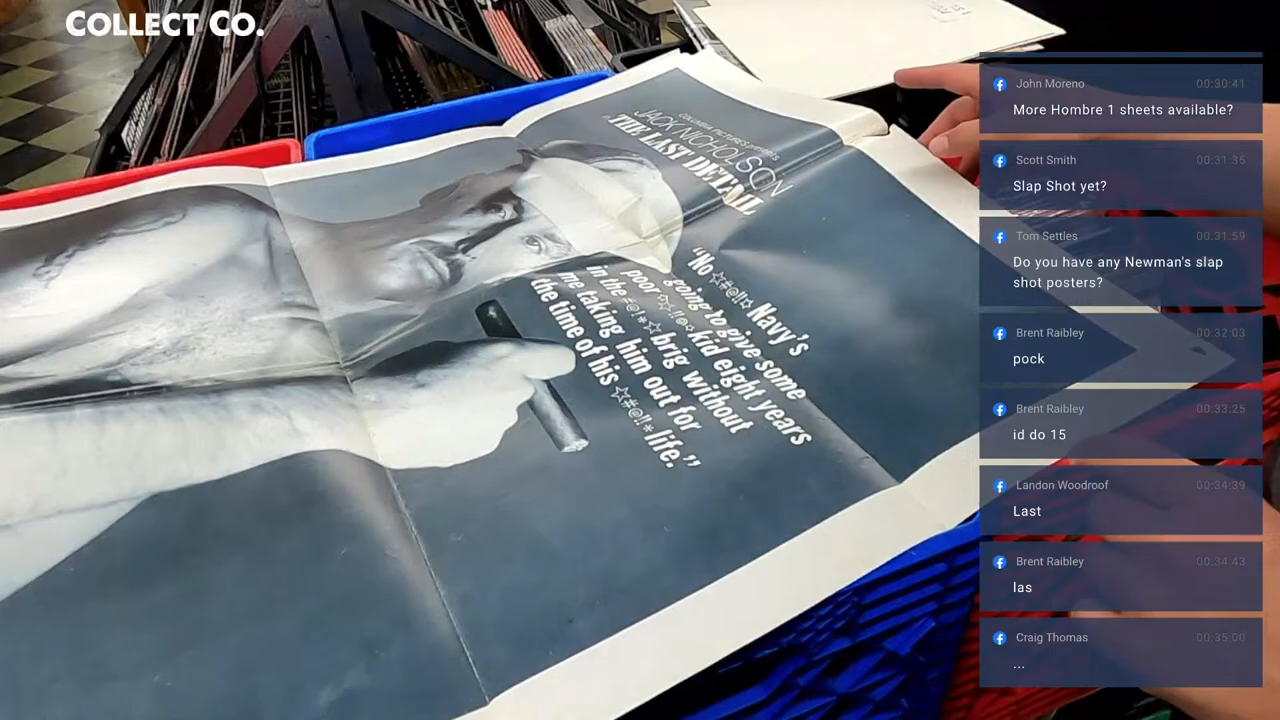 COLLECT CO.
COLUMBIA PICTURES presents
JACK NICHOLSON
THE LAST DETAIL
“No ☆#@!!☆ Navy's
going to give some
poor ☆☆!!@☆ kid eight years
in the #@!*☆ brig without
me taking him out for
the time of his ☆#@!!* life.”
John Moreno 00:30:41
More Hombre 1 sheets available?
Scott Smith 00:31:35
Slap Shot yet?
Tom Settles 00:31:59
Do you have any Newman's slap
shot posters?
Brent Raibley 00:32:03
pock
Brent Raibley 00:33:25
id do 15
Landon Woodroof 00:34:39
Last
Brent Raibley 00:34:43
las
Craig Thomas 00:35:00
...